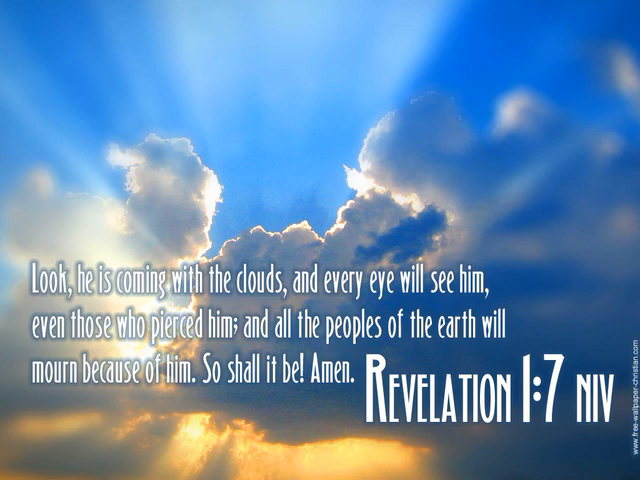 Look, he is coming with the clouds, and every eye will see him,
even those who pierced him; and all the peoples of the earth will
mourn because of him. So shall it be! Amen.
Revelation 1:7 NIV
www.free-wallpaper-christian.com